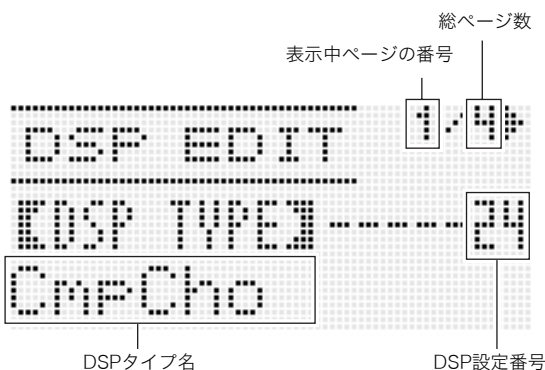 総ページ数
表示中ページの番号
DSP EDIT 1/4
【DSP TYPE】-----24
CmpCho
DSPタイプ名
DSP設定番号